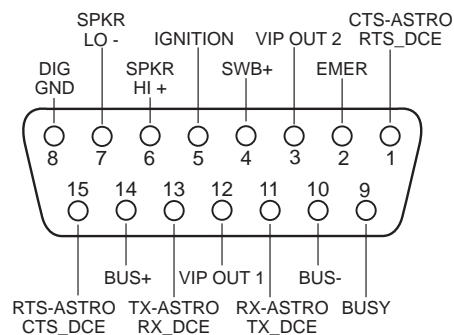 SPKR
LO -
IGNITION
VIP OUT 2
CTS-ASTRO
RTS_DCE
DIG
GND
SPKR
HI +
SWB+
EMER
8 7 6 5 4 3 2 1
15 14 13 12 11 10 9
BUS+
VIP OUT 1
BUS-
RTS-ASTRO
CTS_DCE
TX-ASTRO
RX_DCE
RX-ASTRO
TX_DCE
BUSY